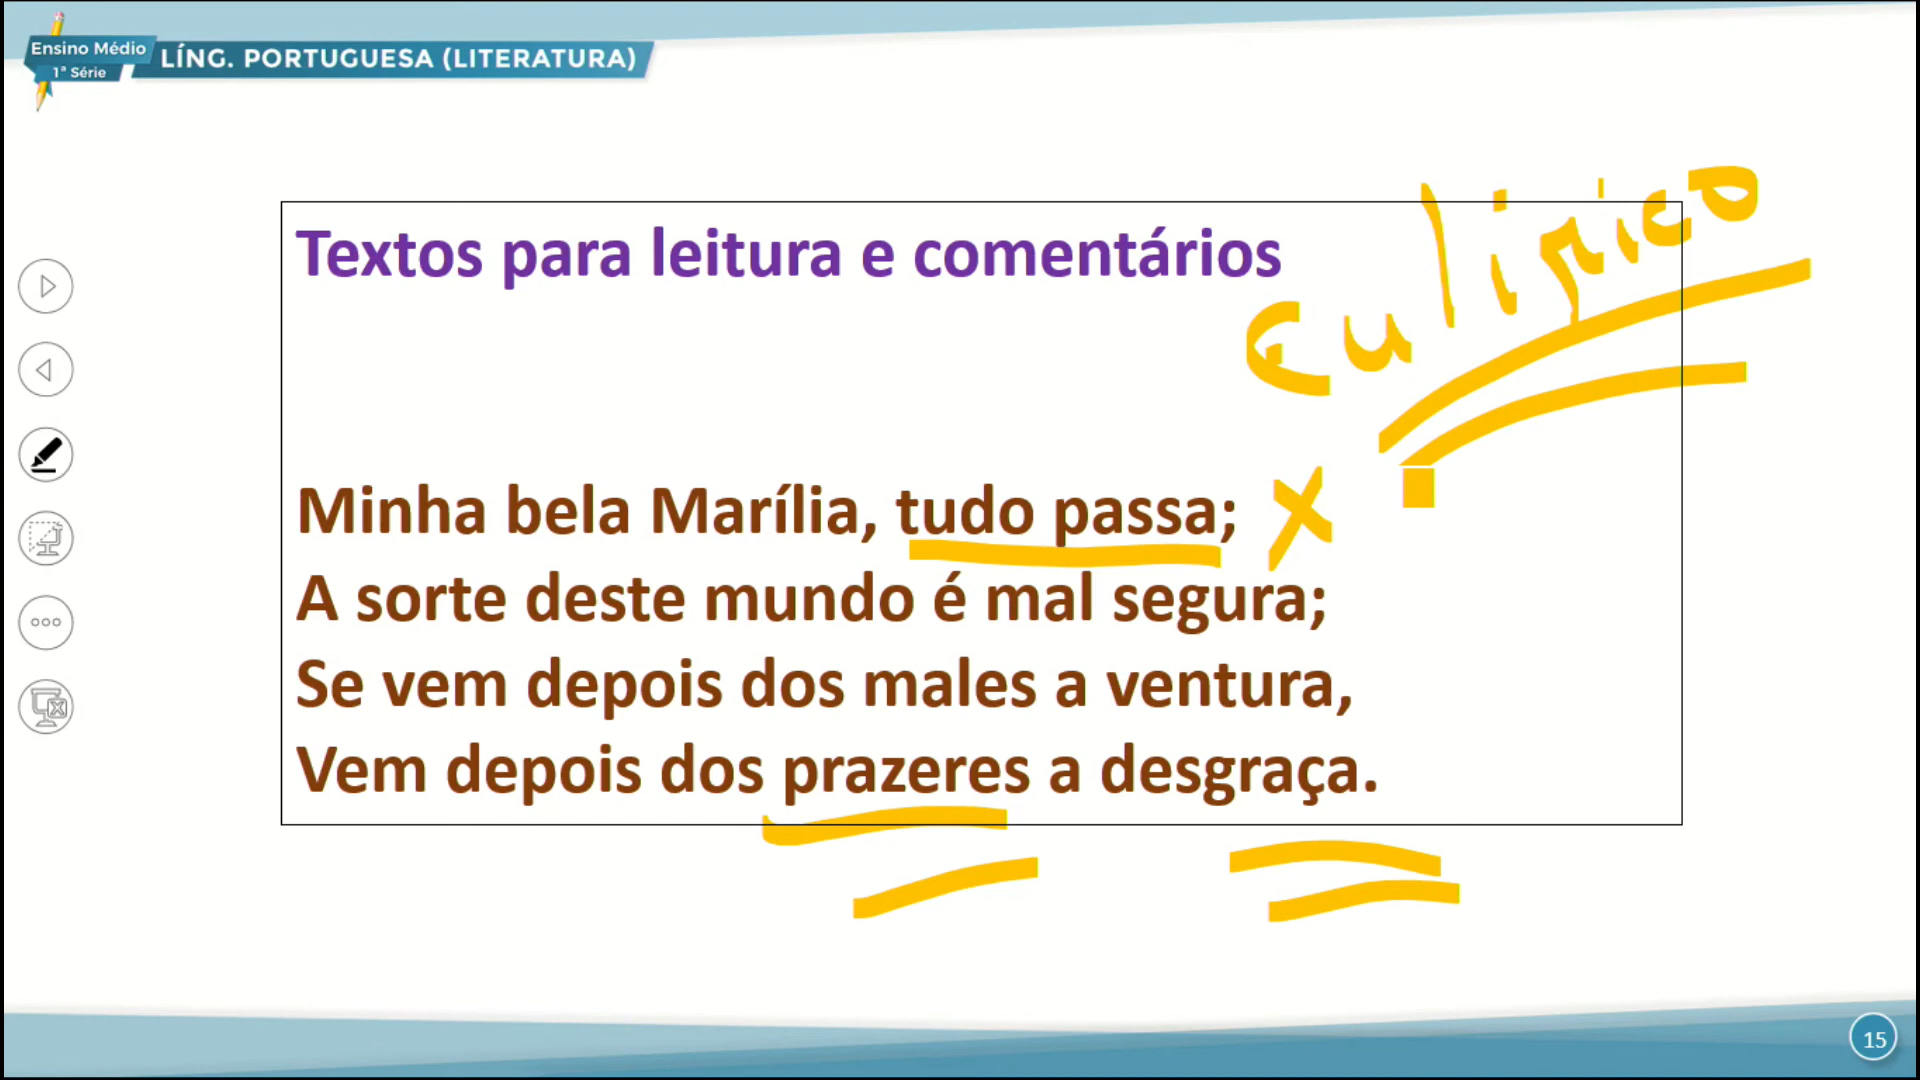 Ensino Médio
1ª Série
LÍNG. PORTUGUESA (LITERATURA)
Textos para leitura e comentários
Eu lírico
Minha bela Marília, tudo passa; X
A sorte deste mundo é mal segura;
Se vem depois dos males a ventura,
Vem depois dos prazeres a desgraça.
15